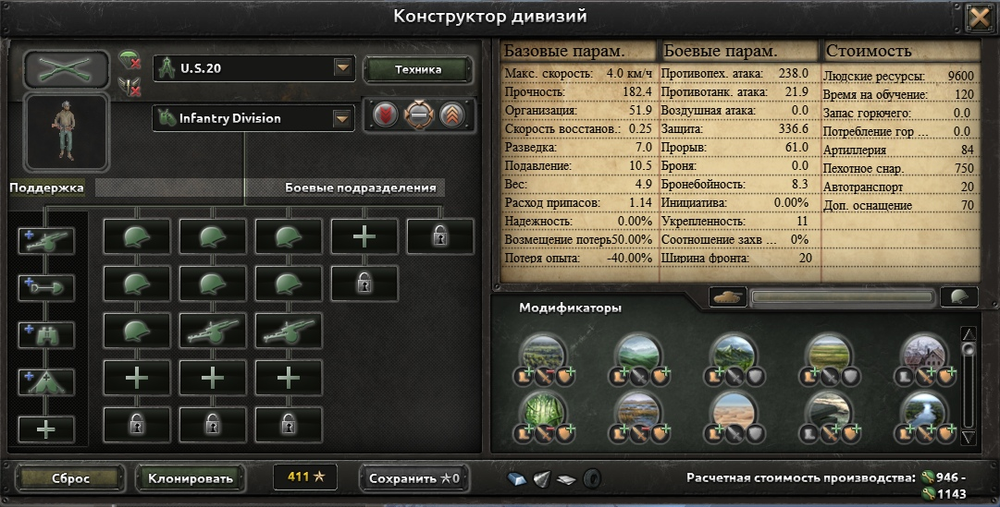 Конструктор дивизий
U.S.20
Техника
Infantry Division
Поддержка
Боевые подразделения
Базовые парам.
Макс. скорость: 4.0 км/ч
Прочность: 182.4
Организация: 51.9
Скорость восстанов.: 0.25
Разведка: 7.0
Подавление: 10.5
Вес: 4.9
Расход припасов: 1.14
Надежность: 0.00%
Возмещение потерь50.00%
Потеря опыта: -40.00%
Боевые парам.
Противопех. атака: 238.0
Противотанк. атака: 21.9
Воздушная атака: 0.0
Защита: 336.6
Прорыв: 61.0
Броня: 0.0
Бронебойность: 8.3
Инициатива: 0.00%
Укрепленность: 11
Соотношение захв ... 0%
Ширина фронта: 20
Стоимость
Людские ресурсы: 9600
Время на обучение: 120
Запас горючего: 0.0
Потребление гор ... 0.0
Артиллерия 84
Пехотное снар. 750
Автотранспорт 20
Доп. оснащение 70
Модификаторы
Сброс
Клонировать
411
Сохранить 0
Расчетная стоимость производства: 946 -
1143